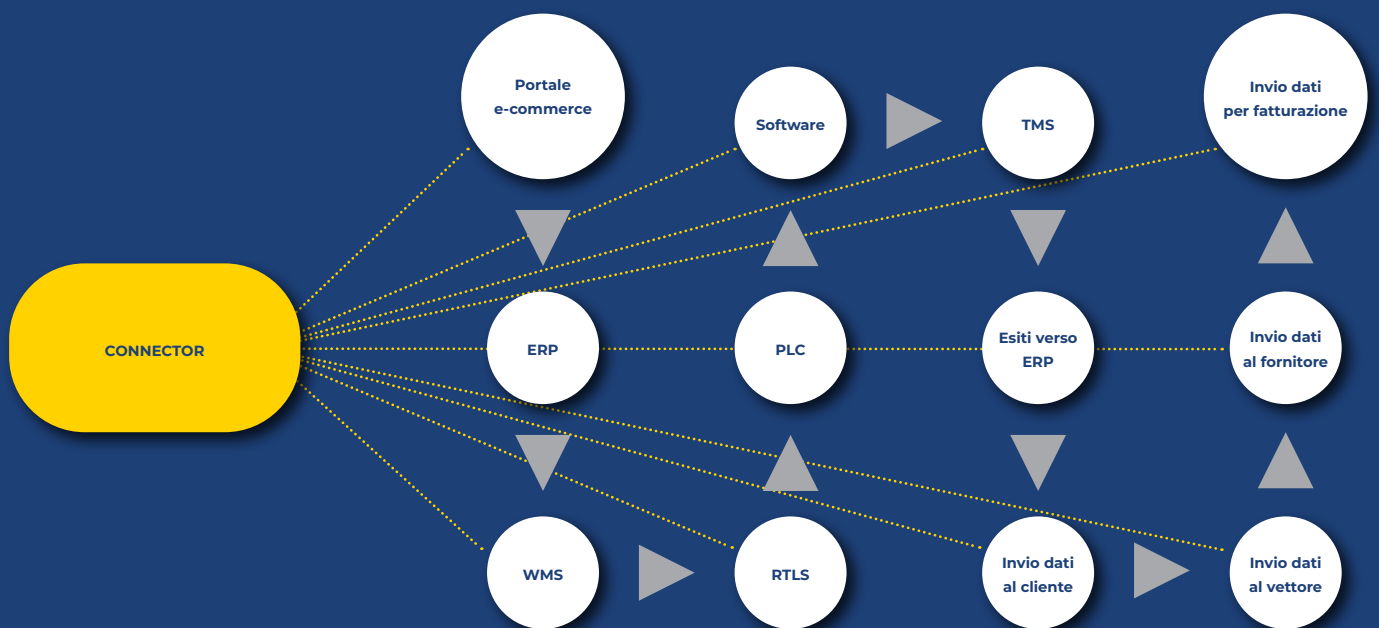 Portale
e-commerce
Software
TMS
Invio dati
per fatturazione
CONNECTOR
ERP
PLC
Esiti verso
ERP
Invio dati
al fornitore
WMS
RTLS
Invio dati
al cliente
Invio dati
al vettore